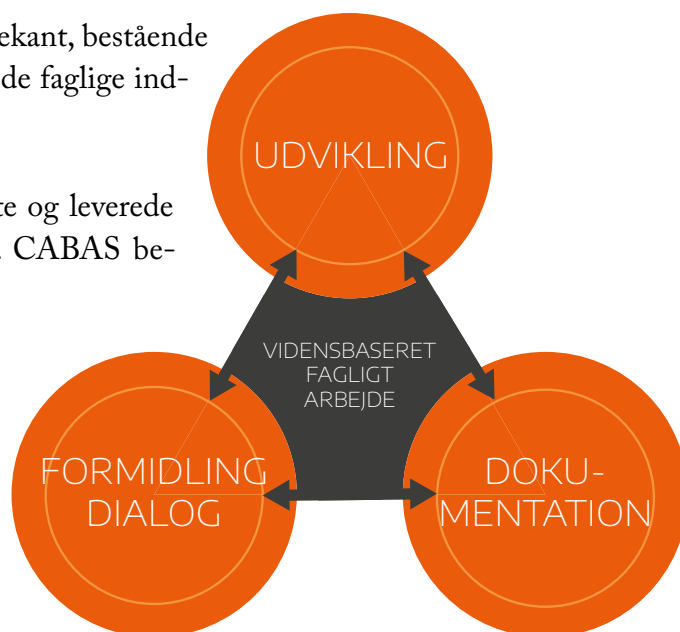 ekant, bestående
de faglige ind-
te og leverede
CABAS be-
UDVIKLING
VIDENSBASERET
FAGLIGT
ARBEJDE
FORMIDLING
DIALOG
DOKU-
MENTATION